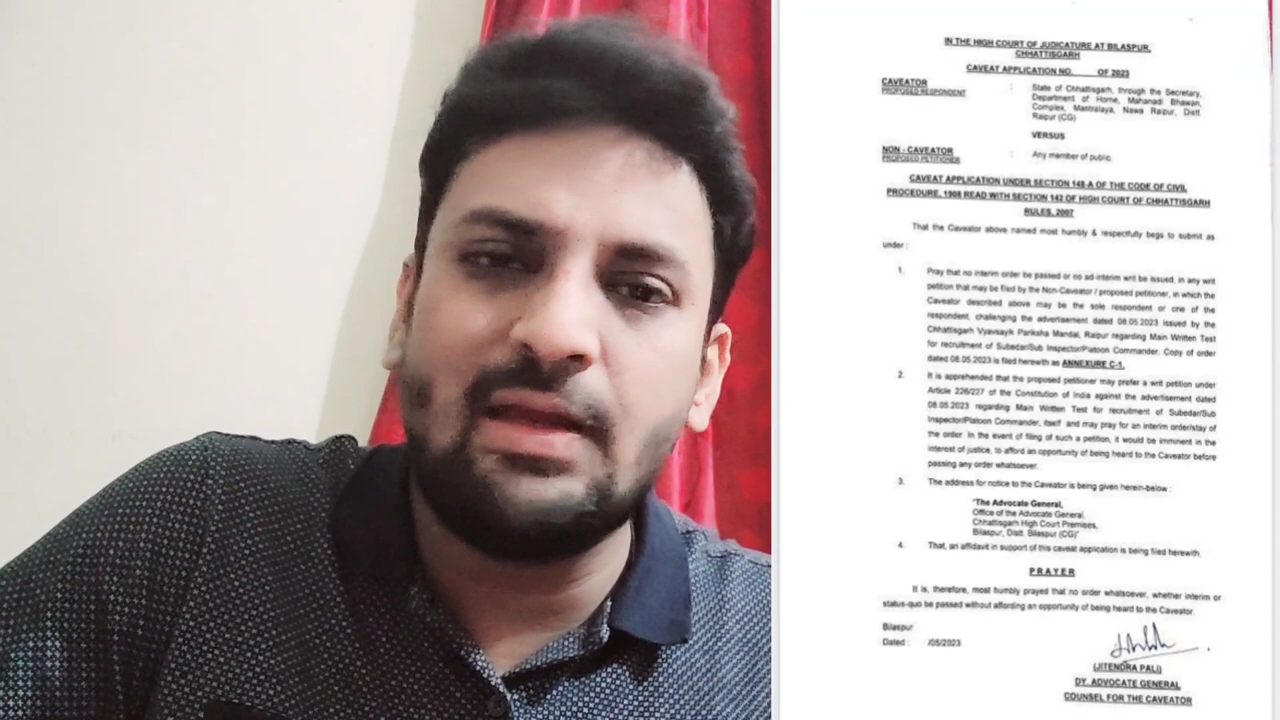 IN THE HIGH COURT OF JUDICATURE AT BILASPUR,
CHHATTISGARH
CAVEAT APPLICATION NO. OF 2023
CAVEATOR : State of Chhattisgarh, through the Secretary,
PROPOSED RESPONDENT Department of Home, Mahanadi Bhawan,
Complex, Mantralaya, Nawa Raipur, Distt.
Raipur (CG)
VERSUS
NON - CAVEATOR : Any member of public.
PROPOSED PETITIONER
CAVEAT APPLICATION UNDER SECTION 148-A OF THE CODE OF CIVIL
PROCEDURE, 1908 READ WITH SECTION 142 OF HIGH COURT OF CHHATTISGARH
RULES, 2007
That the Caveator above named most humbly & respectfully begs to submit as
under :
1. Pray that no interim order be passed or no ad-interim writ be issued, in any writ
petition that may be filed by the Non-Caveator / proposed petitioner, in which the
Caveator described above may be the sole respondent or one of the
respondent, challenging the advertisement dated 08.05.2023 issued by the
Chhattisgarh Vyavsayik Pariksha Mandal, Raipur regarding Main Written Test
for recruitment of Subedar/Sub Inspector/Platoon Commander. Copy of order
dated 08.05.2023 is filed herewith as ANNEXURE C-1.
2. It is apprehended that the proposed petitioner may prefer a writ petition under
Article 226/227 of the Constitution of India against the advertisement dated
08.05.2023 regarding Main Written Test for recruitment of Subedar/Sub
Inspector/Platoon Commander, itself and may pray for an interim order/stay of
the order. In the event of filing of such a petition, it would be imminent in the
interest of justice, to afford an opportunity of being heard to the Caveator before
passing any order whatsoever.
3. The address for notice to the Caveator is being given herein-below :
"The Advocate General,
Office of the Advocate General,
Chhattisgarh High Court Premises,
Bilaspur, Distt. Bilaspur (CG)"
4. That, an affidavit in support of this caveat application is being filed herewith.
PRAYER
It is, therefore, most humbly prayed that no order whatsoever, whether interim or
status-quo be passed without affording an opportunity of being heard to the Caveator.
Bilaspur
Dated : /05/2023
(JITENDRA PALI)
DY. ADVOCATE GENERAL
COUNSEL FOR THE CAVEATOR